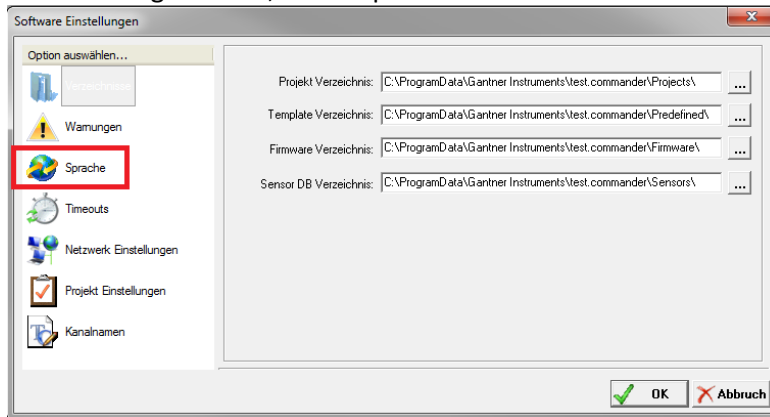 Software Einstellungen
Option auswählen...
Verzeichnisse
Warnungen
Sprache
Timeouts
Netzwerk Einstellungen
Projekt Einstellungen
Kanalnamen
Projekt Verzeichnis: C:\ProgramData\Gantner Instruments\test.commander\Projects\ ...
Template Verzeichnis: C:\ProgramData\Gantner Instruments\test.commander\Predefined\ ...
Firmware Verzeichnis: C:\ProgramData\Gantner Instruments\test.commander\Firmware\ ...
Sensor DB Verzeichnis: C:\ProgramData\Gantner Instruments\test.commander\Sensors\ ...
OK Abbruch